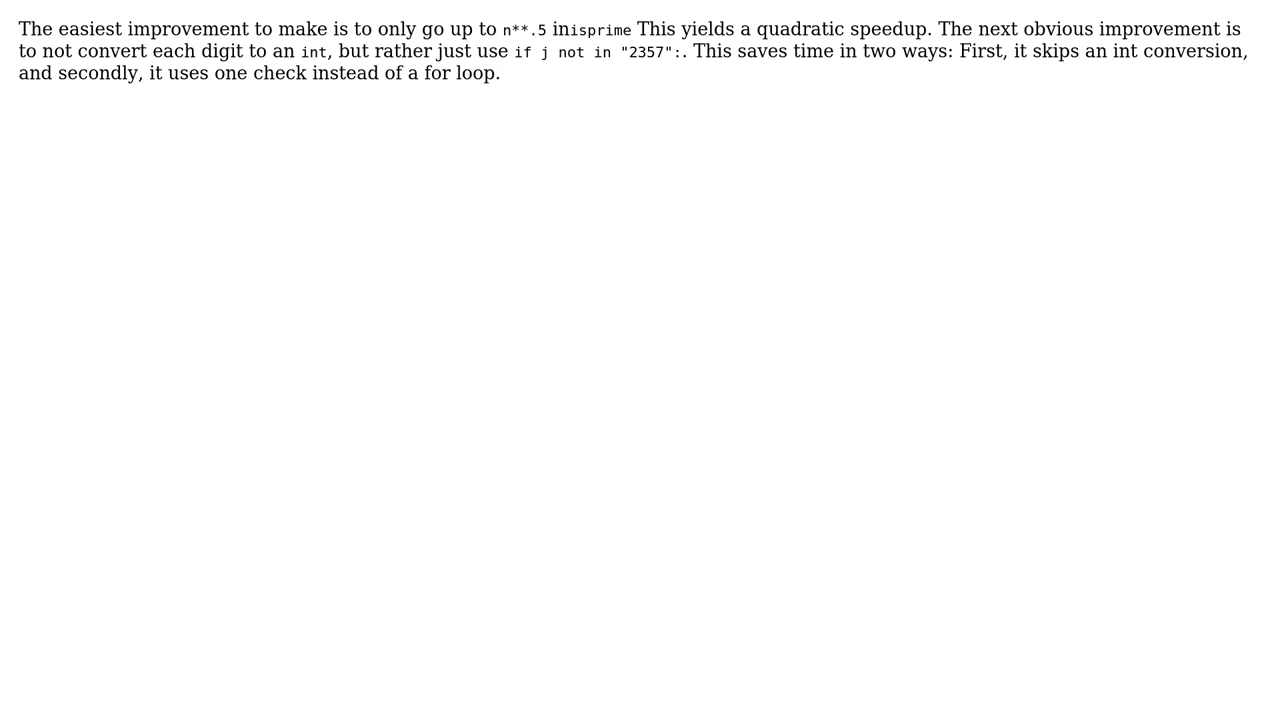 The easiest improvement to make is to only go up to n**.5 inisprime This yields a quadratic speedup. The next obvious improvement is
to not convert each digit to an int, but rather just use if j not in "2357":. This saves time in two ways: First, it skips an int conversion,
and secondly, it uses one check instead of a for loop.